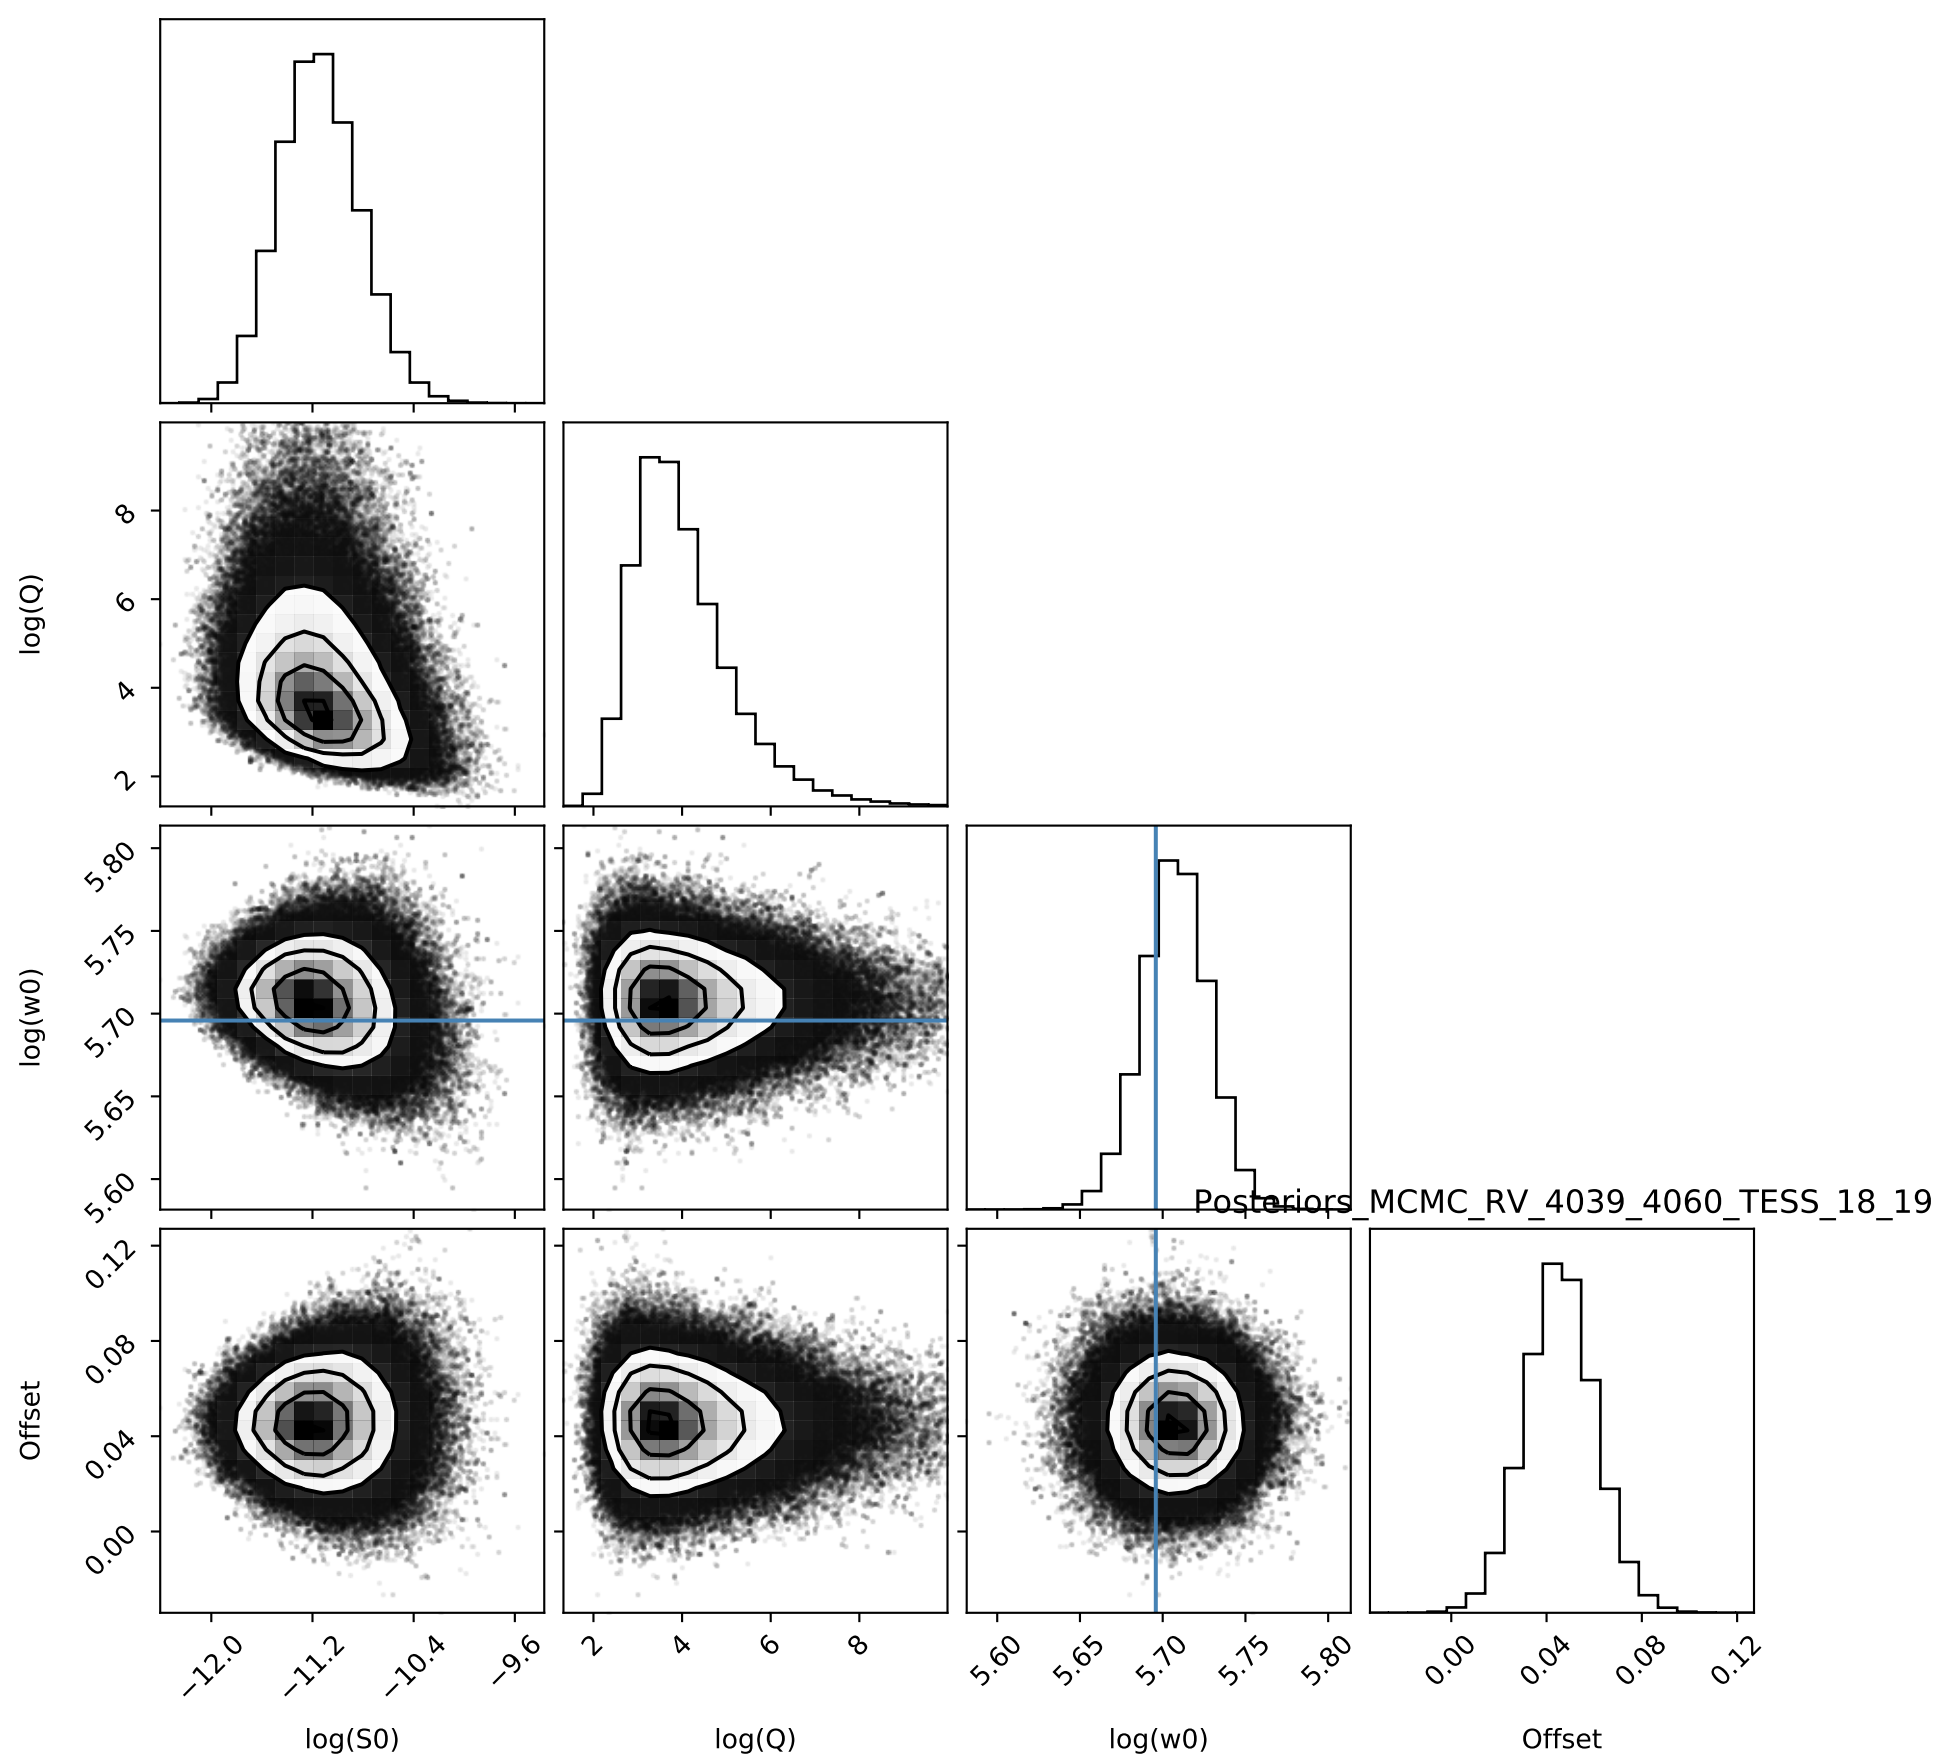 8
6
4
2
log(Q)
5.80
5.75
5.70
5.65
5.60
log(w0)
Posteriors_MCMC_RV_4039_4060_TESS_18_19
0.12
0.08
0.04
0.00
Offset
−12.0 −11.2 −10.4 −9.6 2 4 6 8 5.60 5.65 5.70 5.75 5.80 0.00 0.04 0.08 0.12
log(S0) log(Q) log(w0) Offset